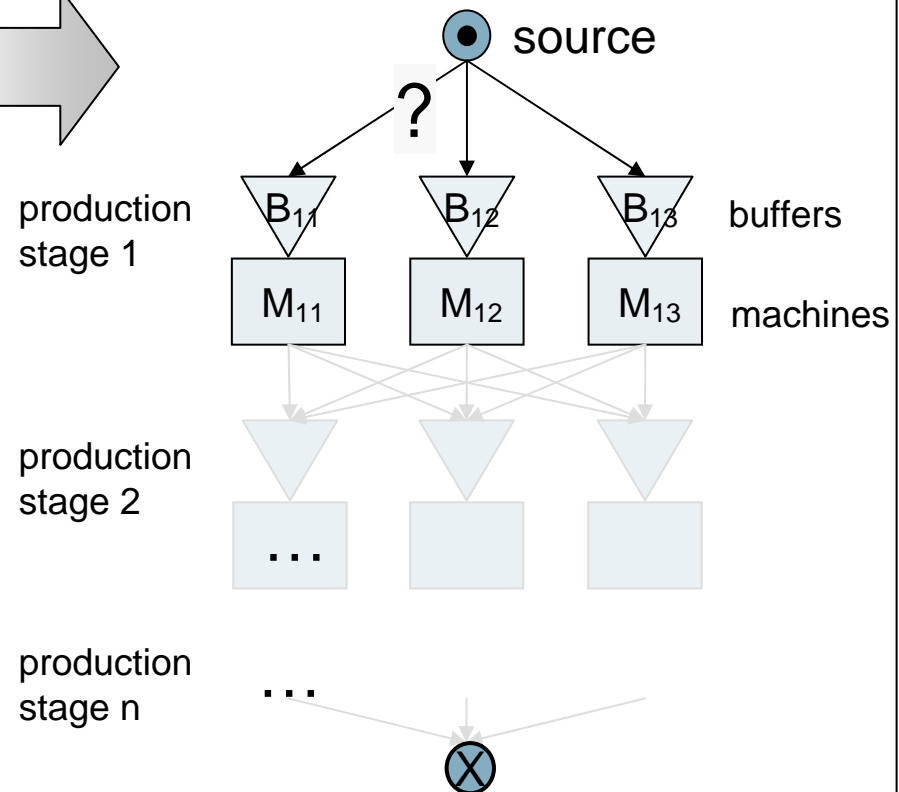 source
?
production
stage 1
B₁₁ B₁₂ B₁₃ buffers
M₁₁ M₁₂ M₁₃ machines
production
stage 2
...
production
stage n
...
X